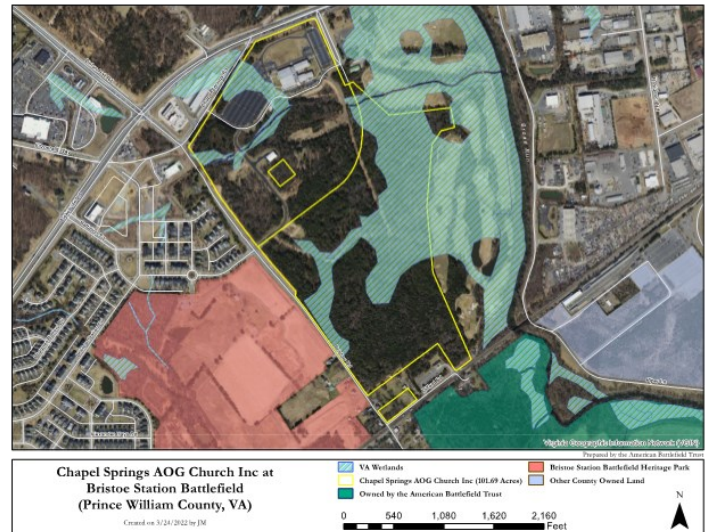 Broad Run
Virginia Geographic Information Network (VGIN)
Prepared by the American Battlefield Trust
Chapel Springs AOG Church Inc at
Bristoe Station Battlefield
(Prince William County, VA)
Created on 3/24/2022 by JM
VA Wetlands
Chapel Springs AOG Church Inc (101.69 Acres)
Owned by the American Battlefield Trust
Bristoe Station Battlefield Heritage Park
Other County Owned Land
0 540 1,080 1,620 2,160
Feet
N